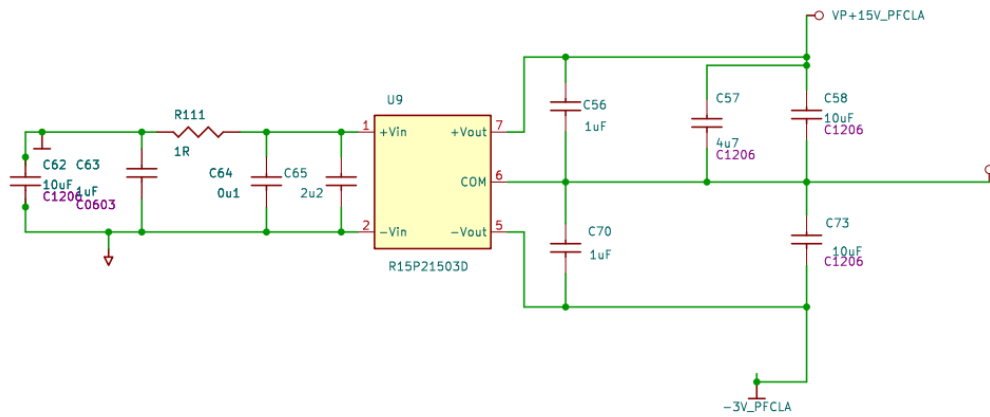 VP+15V_PFCLA
U9
C57
C58
C56
10uF
R111
1uF
C1206
1
+Vin
+Vout
7
4u7
1R
C1206
C62
C63
C64
C65
COM
6
10uF
1uF
0u1
2u2
C1206
C0603
C70
C73
2
-Vin
-Vout
5
1uF
10uF
R15P21503D
C1206
-3V_PFCLA